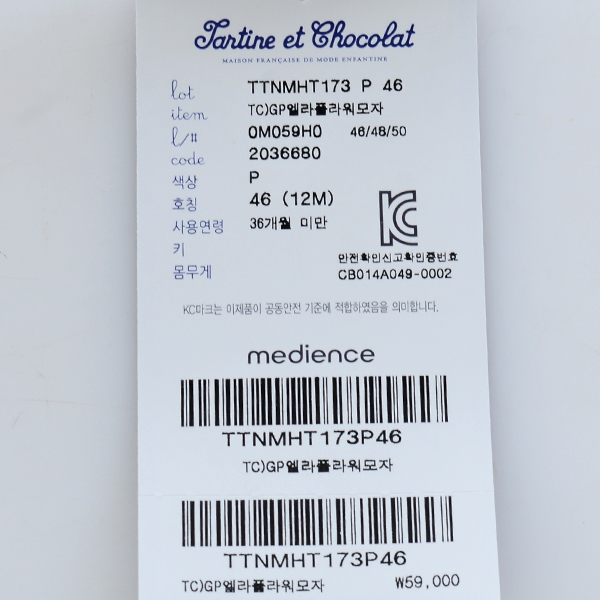 Tartine et Chocolat
MAISON FRANÇAISE DE MODE ENFANTINE
lot TTNMHT173 P 46
item TC)GP엘라플라워모자
l/# 0M059H0 46/48/50
code 2036680
색상 P
호칭 46 (12M)
사용연령 36개월 미만
키
몸무게
KC
안전확인신고확인증번호
CB014A049-0002
KC마크는 이제품이 공통안전 기준에 적합하였음을 의미합니다.
medience
TTNMHT173P46
TC)GP엘라플라워모자
TTNMHT173P46
TC)GP엘라플라워모자 ₩59,000